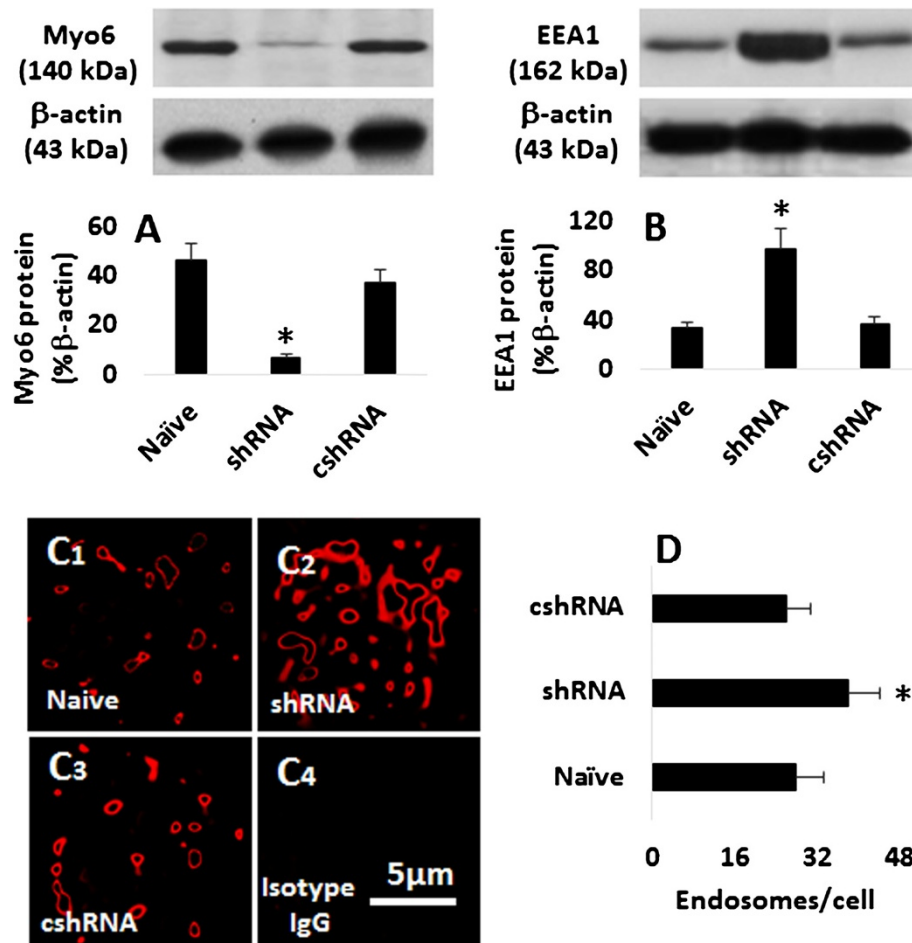 Myo6
(140 kDa)
β-actin
(43 kDa)
EEA1
(162 kDa)
β-actin
(43 kDa)
A
Myo6 protein
(%β-actin)
60
40
20
0
*
Naïve
shRNA
cshRNA
B
EEA1 protein
(%β-actin)
120
80
40
0
*
Naïve
shRNA
cshRNA
C1
Naive
C2
shRNA
C3
cshRNA
C4
Isotype
IgG
5μm
D
cshRNA
shRNA
*
Naïve
0 16 32 48
Endosomes/cell